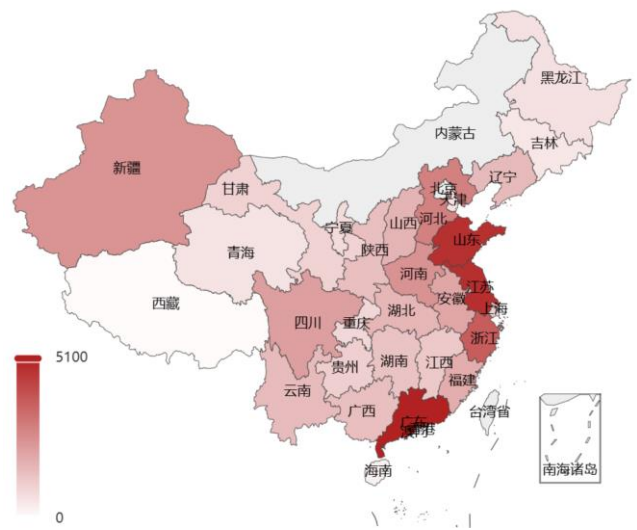 黑龙江
内蒙古
吉林
新疆
辽宁
北京
天津
甘肃
河北
山西
宁夏
山东
青海
陕西
河南
江苏
西藏
安徽
上海
四川
湖北
重庆
浙江
湖南
江西
贵州
福建
云南
广西
广东
台湾省
海南
南海诸岛
5100
0